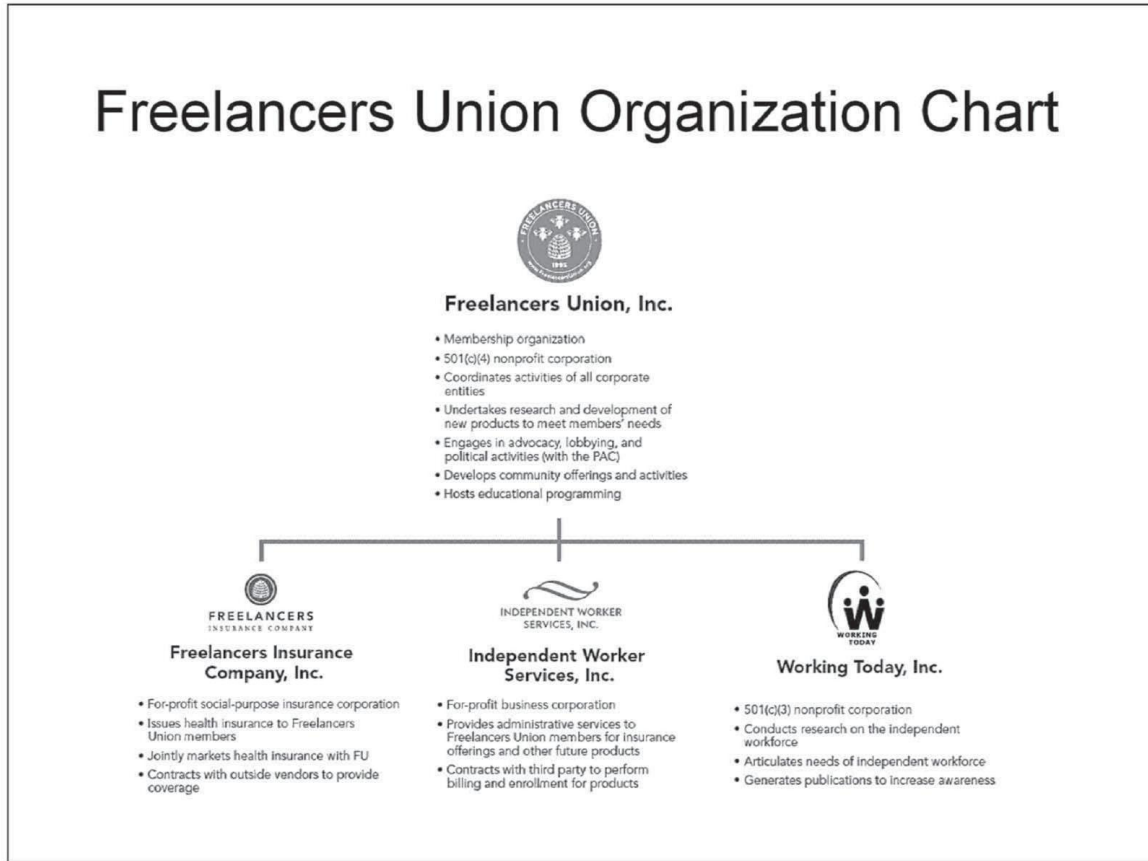 Freelancers Union Organization Chart
FREELANCERS UNION
1995
www.freelancersunion.org
Freelancers Union, Inc.
• Membership organization
• 501(c)(4) nonprofit corporation
• Coordinates activities of all corporate
entities
• Undertakes research and development of
new products to meet members' needs
• Engages in advocacy, lobbying, and
political activities (with the PAC)
• Develops community offerings and activities
• Hosts educational programming
FREELANCERS
INSURANCE COMPANY
Freelancers Insurance
Company, Inc.
• For-profit social-purpose insurance corporation
• Issues health insurance to Freelancers
Union members
• Jointly markets health insurance with FU
• Contracts with outside vendors to provide
coverage
INDEPENDENT WORKER
SERVICES, INC.
Independent Worker
Services, Inc.
• For-profit business corporation
• Provides administrative services to
Freelancers Union members for insurance
offerings and other future products
• Contracts with third party to perform
billing and enrollment for products
W
WORKING
TODAY
Working Today, Inc.
• 501(c)(3) nonprofit corporation
• Conducts research on the independent
workforce
• Articulates needs of independent workforce
• Generates publications to increase awareness